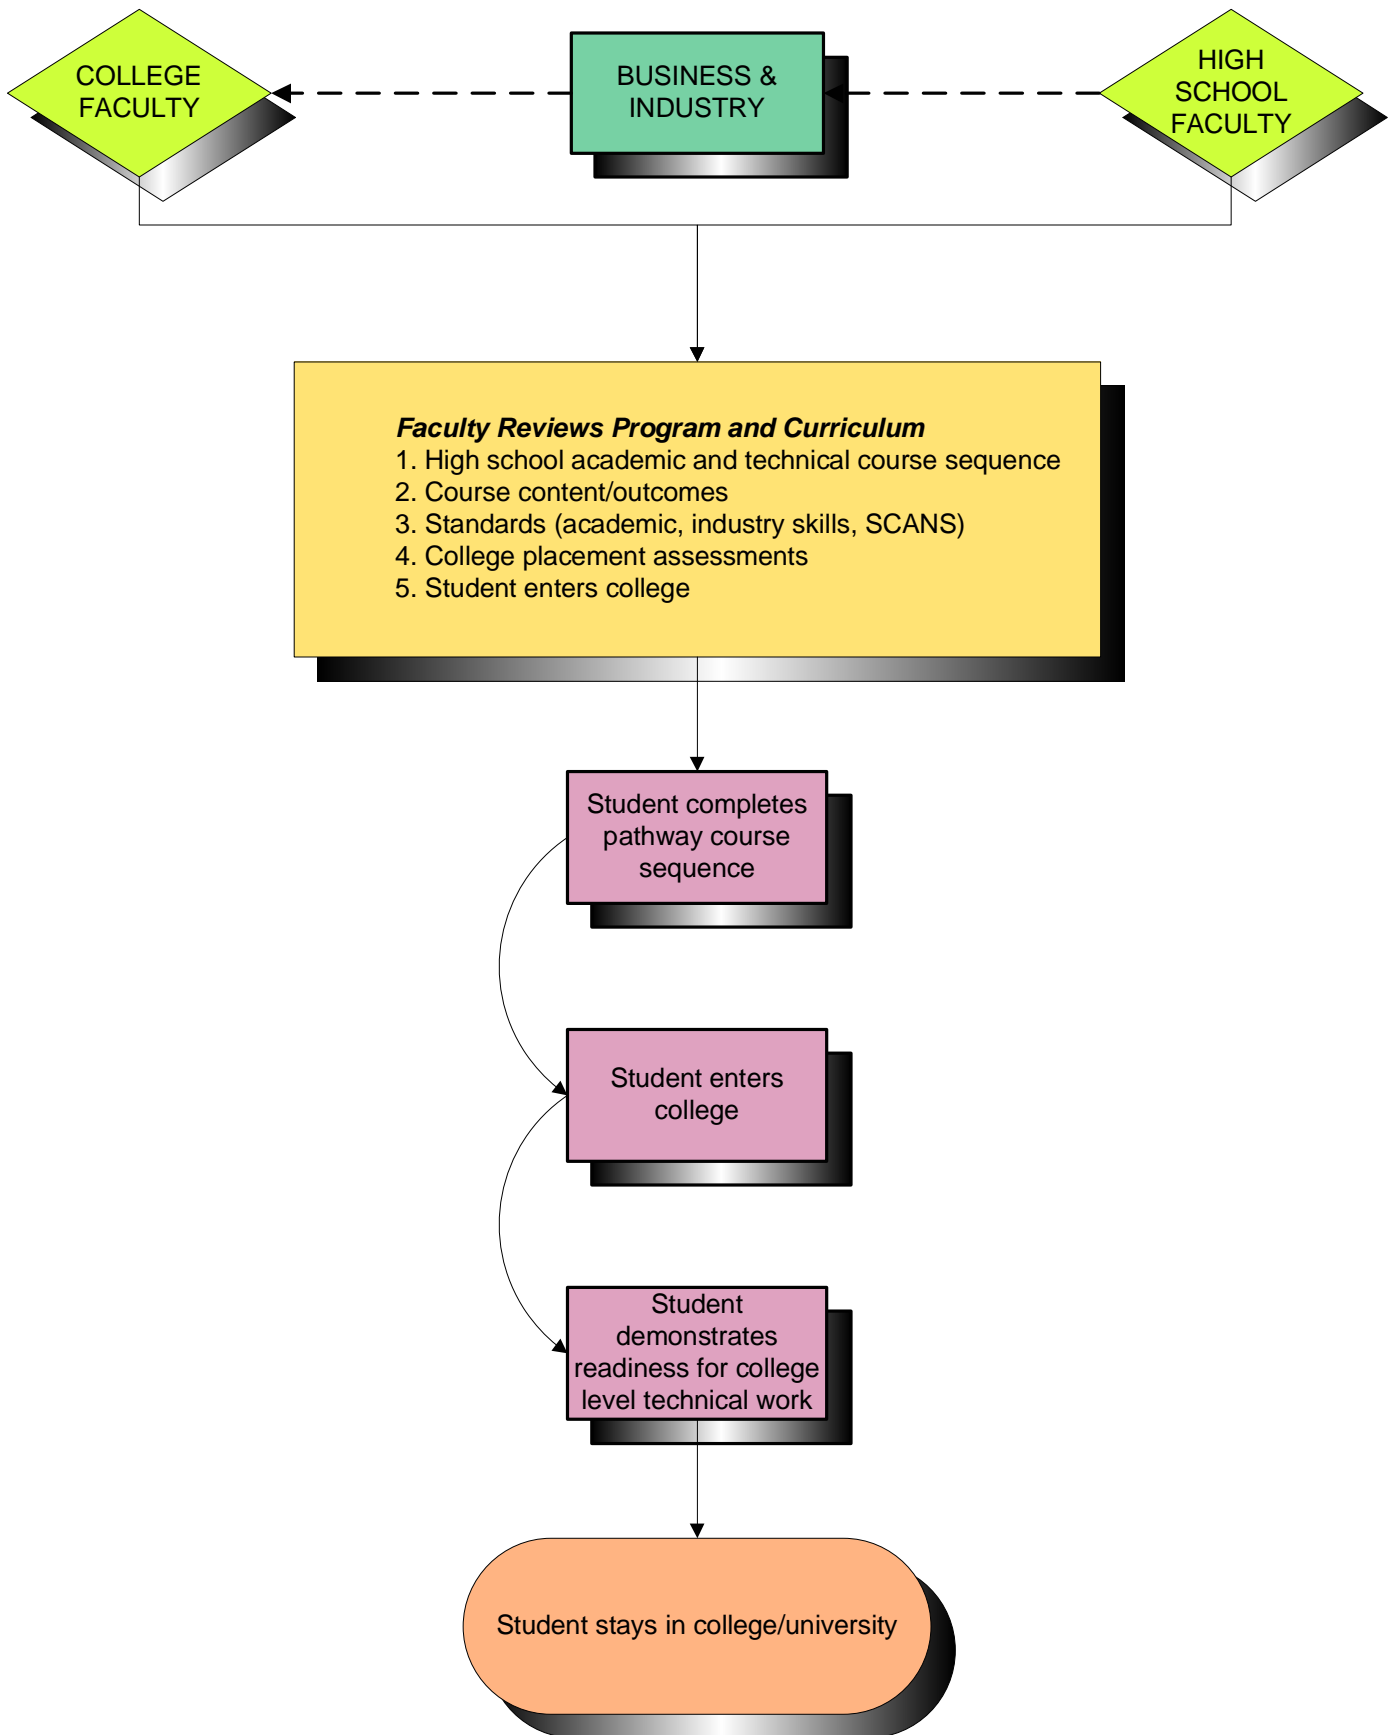 COLLEGE
FACULTY
BUSINESS &
INDUSTRY
HIGH
SCHOOL
FACULTY
Faculty Reviews Program and Curriculum
1. High school academic and technical course sequence
2. Course content/outcomes
3. Standards (academic, industry skills, SCANS)
4. College placement assessments
5. Student enters college
Student completes
pathway course
sequence
Student enters
college
Student
demonstrates
readiness for college
level technical work
Student stays in college/university